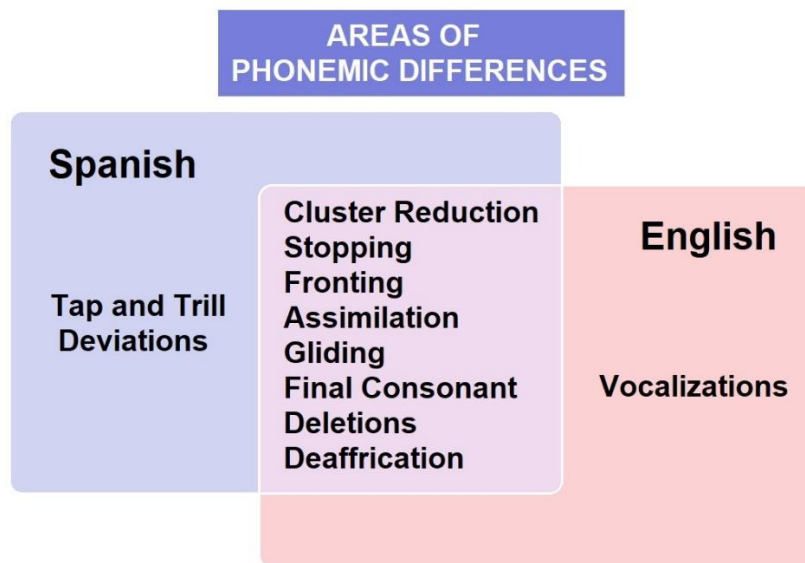 AREAS OF
PHONEMIC DIFFERENCES
Spanish
Tap and Trill
Deviations
Cluster Reduction
Stopping
Fronting
Assimilation
Gliding
Final Consonant
Deletions
Deaffrication
English
Vocalizations